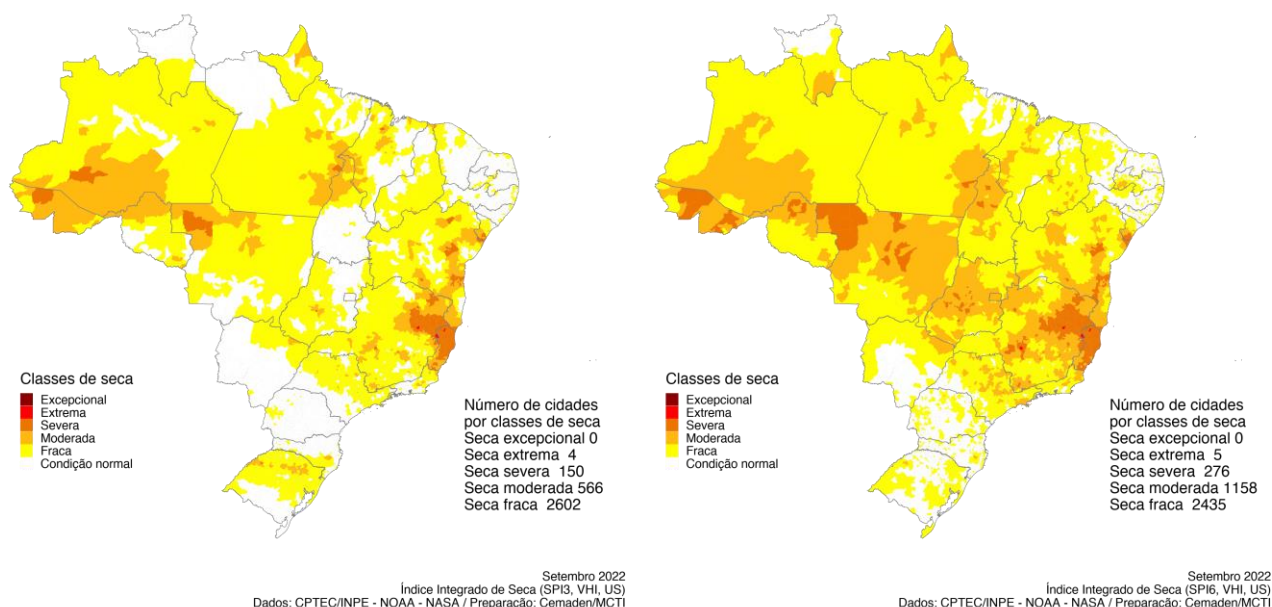 Classes de seca
Excepcional
Extrema
Severa
Moderada
Fraca
Condição normal
Número de cidades
por classes de seca
Seca excepcional 0
Seca extrema 4
Seca severa 150
Seca moderada 566
Seca fraca 2602
Setembro 2022
Índice Integrado de Seca (SPI3, VHI, US)
Dados: CPTEC/INPE - NOAA - NASA / Preparação: Cemaden/MCTI
Classes de seca
Excepcional
Extrema
Severa
Moderada
Fraca
Condição normal
Número de cidades
por classes de seca
Seca excepcional 0
Seca extrema 5
Seca severa 276
Seca moderada 1158
Seca fraca 2435
Setembro 2022
Índice Integrado de Seca (SPI6, VHI, US)
Dados: CPTEC/INPE - NOAA - NASA / Preparação: Cemaden/MCTI